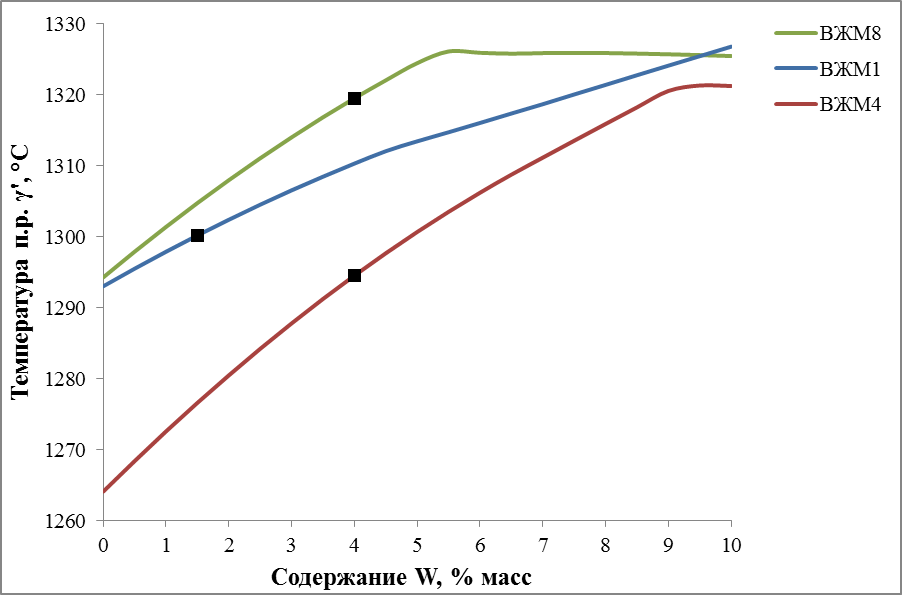 Температура п.р. γ', °С
1330
1320
1310
1300
1290
1280
1270
1260
0 1 2 3 4 5 6 7 8 9 10
Содержание W, % масс
ВЖМ8
ВЖМ1
ВЖМ4